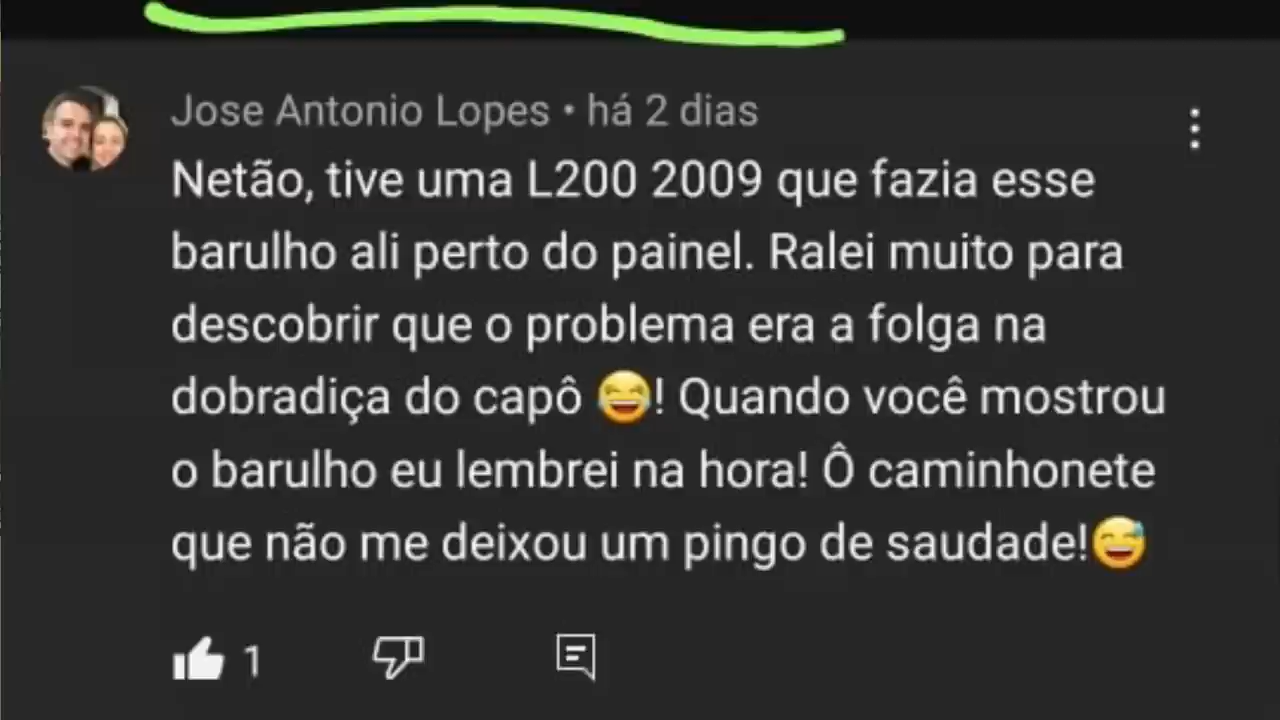 Jose Antonio Lopes • há 2 dias
Netão, tive uma L200 2009 que fazia esse
barulho ali perto do painel. Ralei muito para
descobrir que o problema era a folga na
dobradiça do capô 😂! Quando você mostrou
o barulho eu lembrei na hora! Ô caminhonete
que não me deixou um pingo de saudade!😅
1